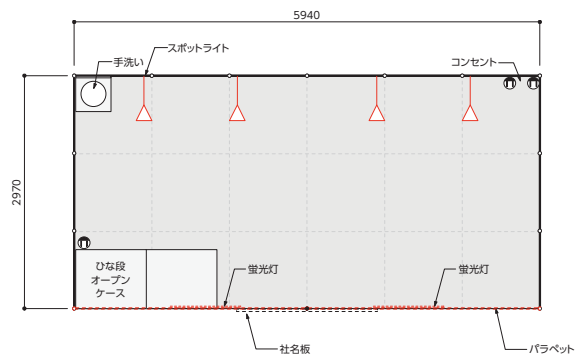 5940
スポットライト
手洗い
コンセント
2970
ひな段
オープン
ケース
蛍光灯
蛍光灯
社名板
パラペット